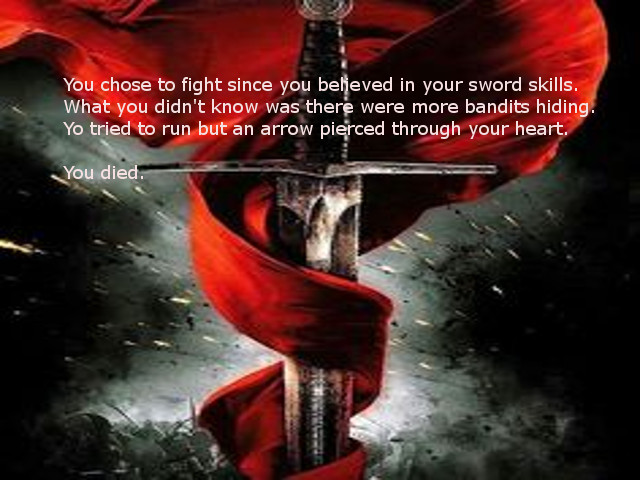 You chose to fight since you believed in your sword skills.
What you didn't know was there were more bandits hiding.
Yo tried to run but an arrow pierced through your heart.
You died.